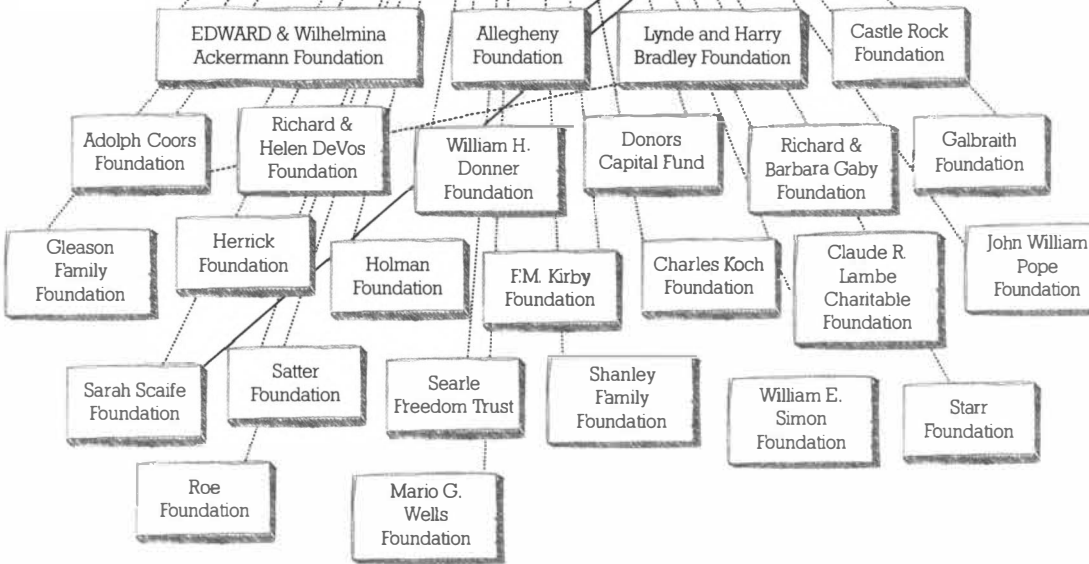 EDWARD & Wilhelmina
Ackermann Foundation
Allegheny
Foundation
Lynde and Harry
Bradley Foundation
Castle Rock
Foundation
Adolph Coors
Foundation
Richard &
Helen DeVos
Foundation
William H.
Donner
Foundation
Donors
Capital Fund
Richard &
Barbara Gaby
Foundation
Galbraith
Foundation
Gleason
Family
Foundation
Herrick
Foundation
Holman
Foundation
F.M. Kirby
Foundation
Charles Koch
Foundation
Claude R.
Lambe
Charitable
Foundation
John William
Pope
Foundation
Sarah Scaife
Foundation
Satter
Foundation
Searle
Freedom Trust
Shanley
Family
Foundation
William E.
Simon
Foundation
Starr
Foundation
Roe
Foundation
Mario G.
Wells
Foundation